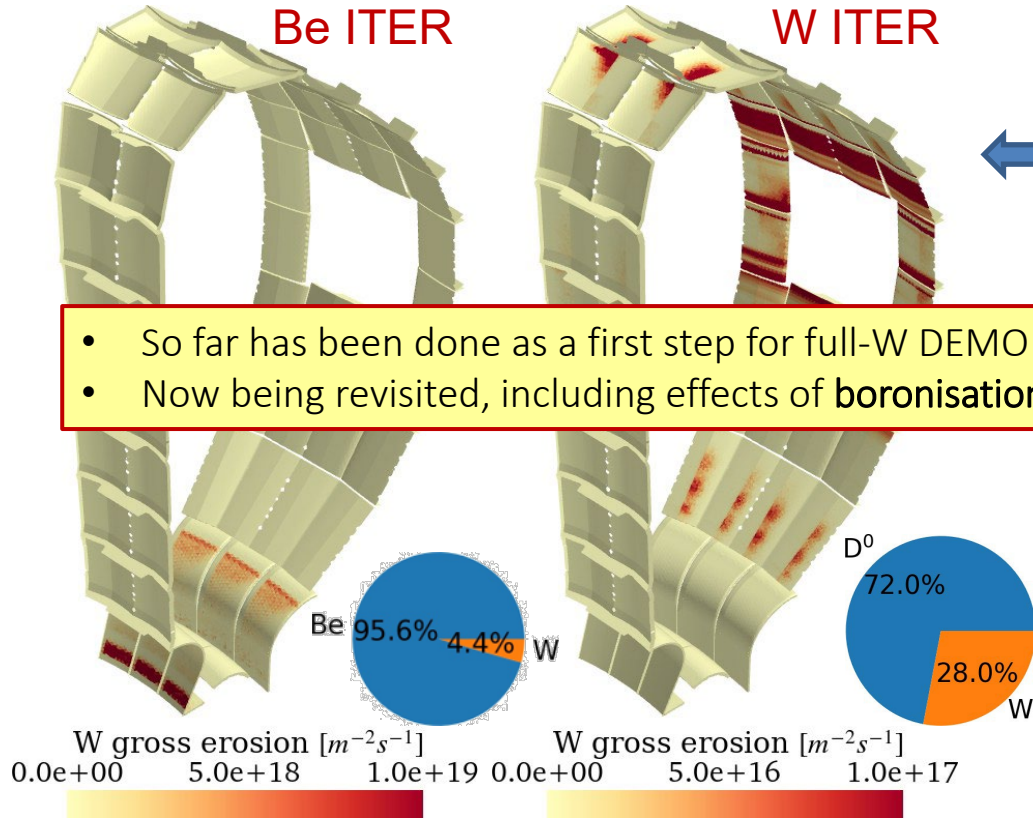 Be ITER
W ITER
• So far has been done as a first step for full-W DEMO
• Now being revisited, including effects of boronisation
Be 95.6% 4.4% W
D⁰
72.0%
28.0%
W
W gross erosion [m⁻²s⁻¹]
0.0e+00 5.0e+18 1.0e+19
W gross erosion [m⁻²s⁻¹]
0.0e+00 5.0e+16 1.0e+17